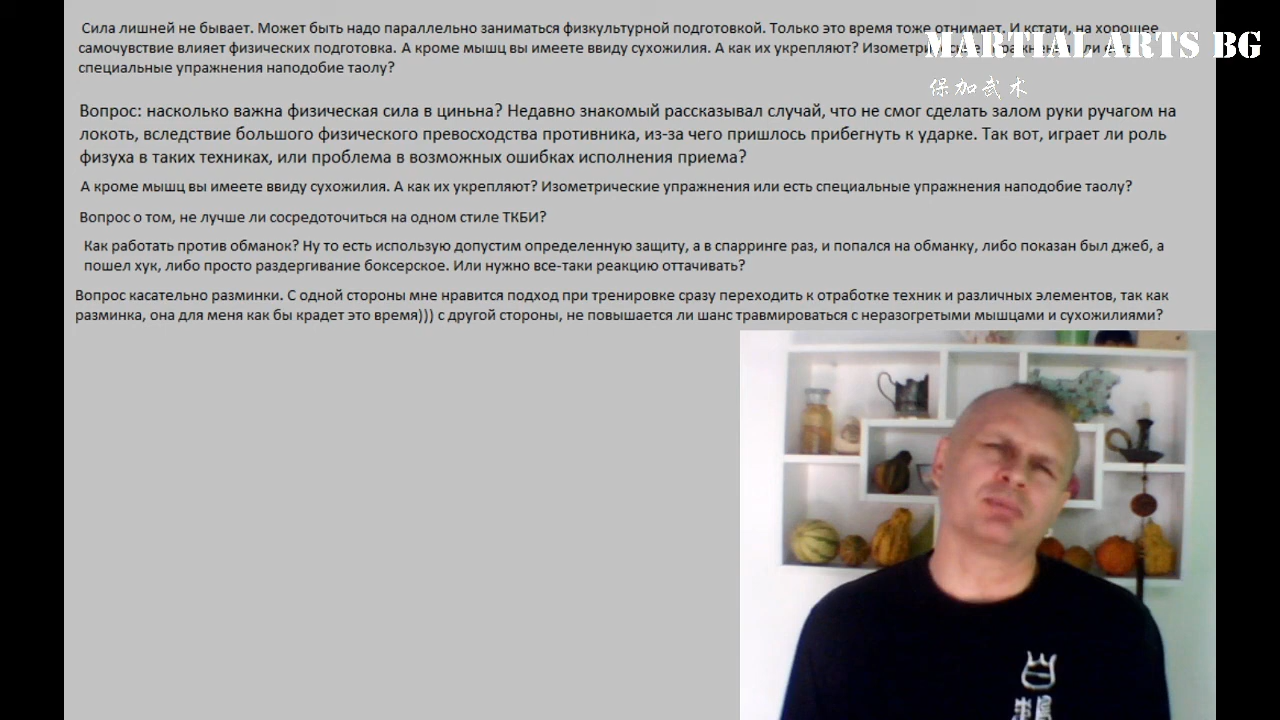 Сила лишней не бывает. Может быть надо параллельно заниматься физкультурной подготовкой. Только это время тоже отнимает. И кстати, на хорошее
самочувствие влияет физических подготовка. А кроме мышц вы имеете ввиду сухожилия. А как их укрепляют?
специальные упражнения наподобие таолу?
MARTIAL ARTS BG
保加武术
Вопрос: насколько важна физическая сила в циньна? Недавно знакомый рассказывал случай, что не смог сделать залом руки ручагом на
локоть, вследствие большого физического превосходства противника, из-за чего пришлось прибегнуть к ударке. Так вот, играет ли роль
физуха в таких техниках, или проблема в возможных ошибках исполнения приема?
А кроме мышц вы имеете ввиду сухожилия. А как их укрепляют? Изометрические упражнения или есть специальные упражнения наподобие таолу?
Вопрос о том, не лучше ли сосредоточиться на одном стиле ТКБИ?
Как работать против обманок? Ну то есть использую допустим определенную защиту, а в спарринге раз, и попался на обманку, либо показан был джеб, а
пошел хук, либо просто раздергивание боксерское. Или нужно все-таки реакцию оттачивать?
Вопрос касательно разминки. С одной стороны мне нравится подход при тренировке сразу переходить к отработке техник и различных элементов, так как
разминка, она для меня как бы крадет это время))) с другой стороны, не повышается ли шанс травмироваться с неразогретыми мышцами и сухожилиями?